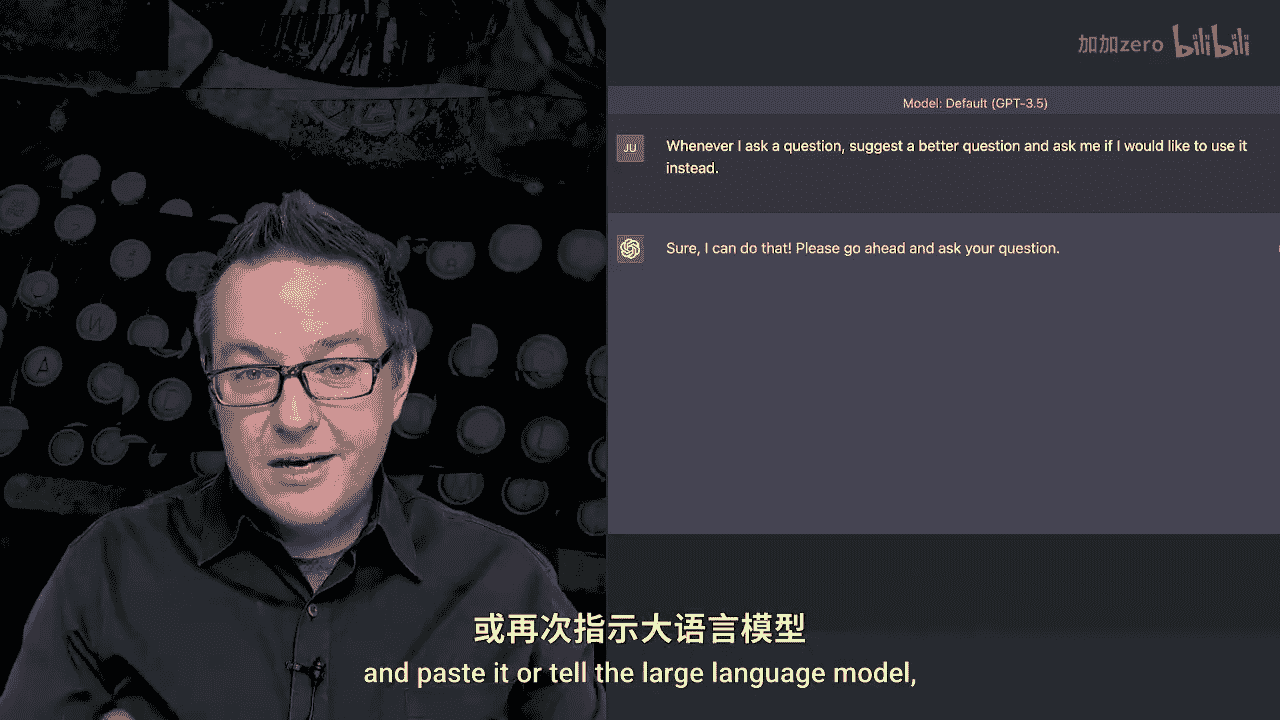 加加zero bilibili
Model: Default (GPT-3.5)
JU
Whenever I ask a question, suggest a better question and ask me if I would like to use it
instead.
Sure, I can do that! Please go ahead and ask your question.
或再次指示大语言模型
and paste it or tell the large language model,